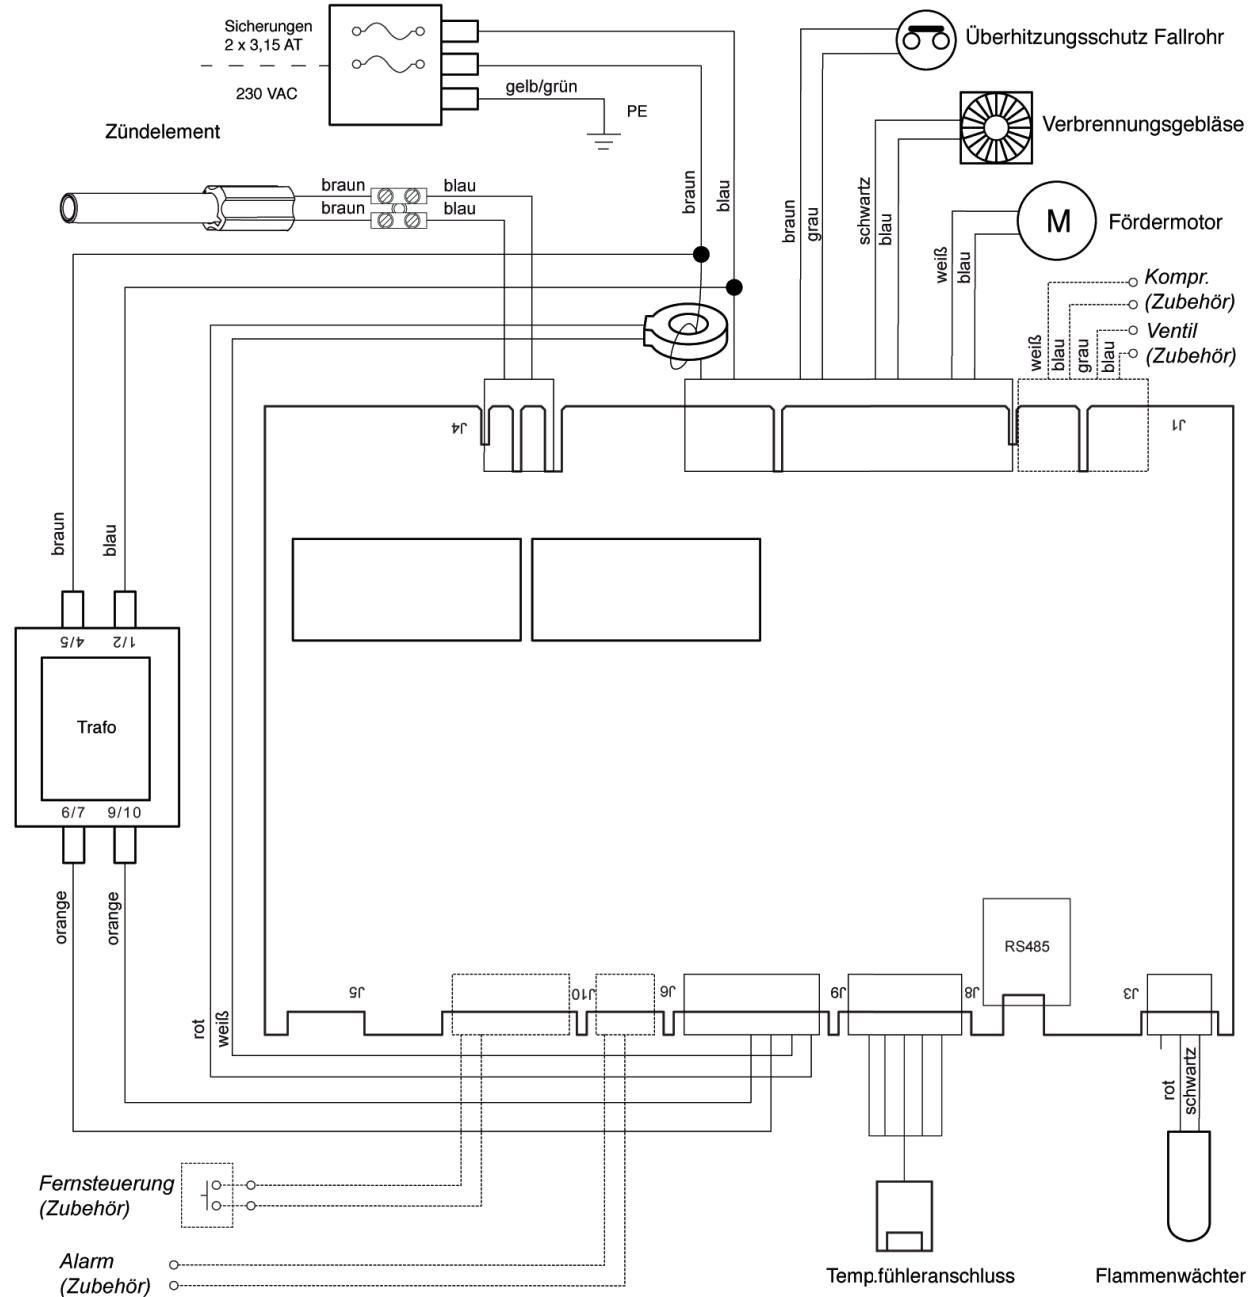 Sicherungen
2 x 3,15 AT
230 VAC
gelb/grün
PE
Überhitzungsschutz Fallrohr
Verbrennungsgebläse
Zündelement
braun
blau
braun
blau
braun
blau
braun
grau
schwartz
blau
weiß
blau
M
Fördermotor
Kompr.
(Zubehör)
Ventil
(Zubehör)
weiß
blau
grau
blau
J4
J1
braun
blau
4/5
1/2
Trafo
6/7
9/10
orange
orange
rot
weiß
RS485
J5
J10
J6
J9
J8
J3
rot
schwartz
Fernsteuerung
(Zubehör)
Alarm
(Zubehör)
Temp.fühleranschluss
Flammenwächter